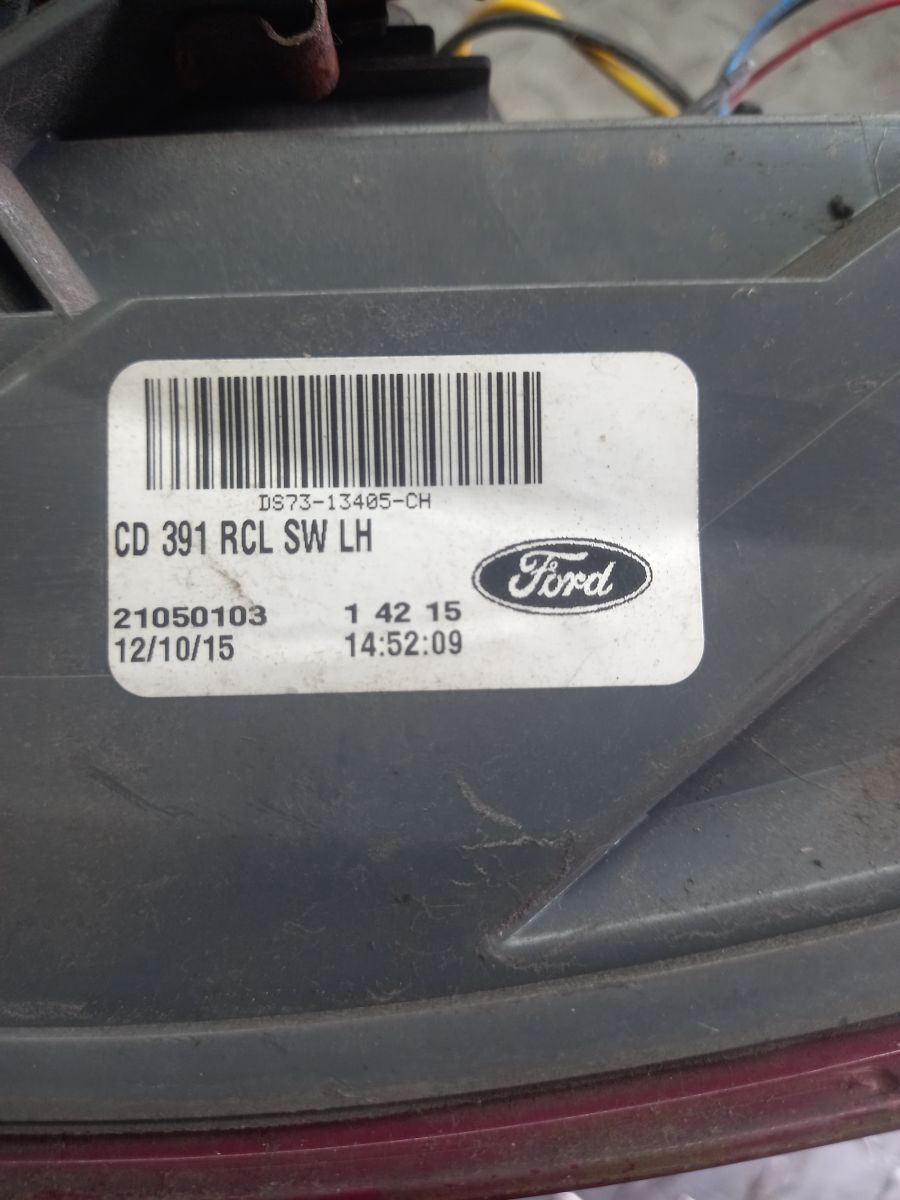 DS73-13405-CH
CD 391 RCL SW LH
Ford
21050103 1 42 15
12/10/15 14:52:09